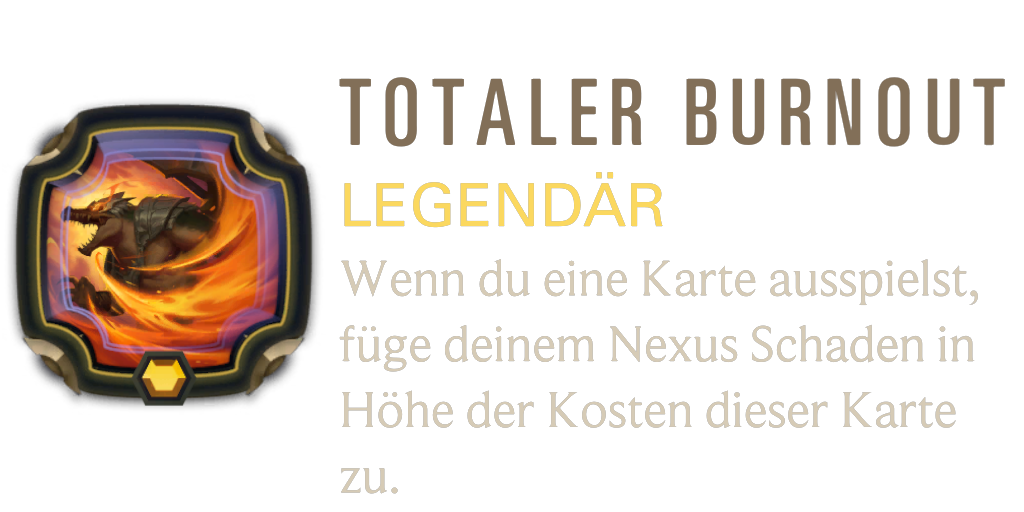 TOTALER BURNOUT
LEGENDÄR
Wenn du eine Karte ausspielst,
füge deinem Nexus Schaden in
Höhe der Kosten dieser Karte
zu.